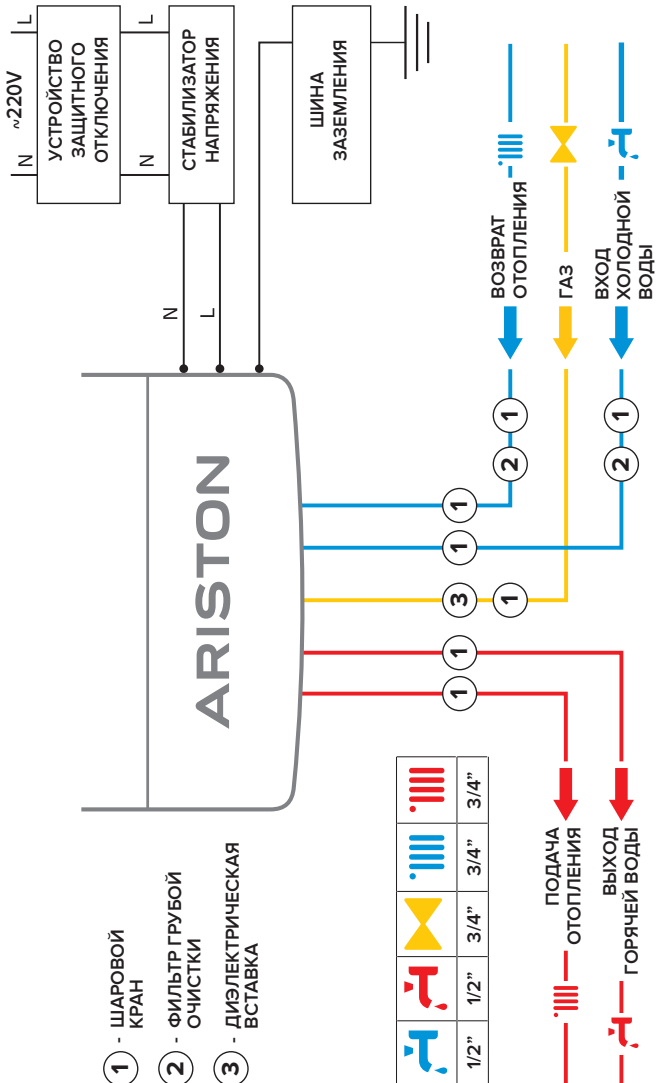 ~220V
L
N
УСТРОЙСТВО
ЗАЩИТНОГО
ОТКЛЮЧЕНИЯ
L
N
СТАБИЛИЗАТОР
НАПРЯЖЕНИЯ
ШИНА
ЗАЗЕМЛЕНИЯ
N
L
ARISTON
1 - ШАРОВОЙ
КРАН
2 - ФИЛЬТР ГРУБОЙ
ОЧИСТКИ
3 - ДИЭЛЕКТРИЧЕСКАЯ
ВСТАВКА
1
1
3
1
1
1
2
1
2
1
1/2”
1/2”
3/4”
3/4”
3/4”
ПОДАЧА
ОТОПЛЕНИЯ
ВЫХОД
ГОРЯЧЕЙ ВОДЫ
ВОЗВРАТ
ОТОПЛЕНИЯ
ГАЗ
ВХОД
ХОЛОДНОЙ
ВОДЫ